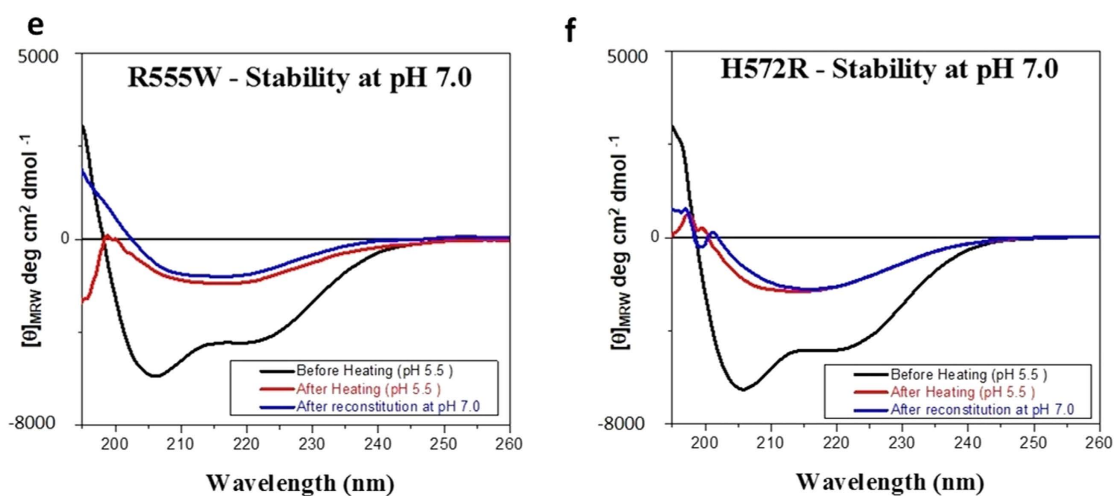 e
R555W - Stability at pH 7.0
5000
0
-8000
[θ]MRW deg cm² dmol -1
Before Heating (pH 5.5 )
After Heating (pH 5.5 )
After reconstitution at pH 7.0
200 210 220 230 240 250 260
Wavelength (nm)
f
H572R - Stability at pH 7.0
5000
0
-8000
[θ]MRW deg cm² dmol -1
Before Heating (pH 5.5 )
After Heating (pH 5.5 )
After reconstitution at pH 7.0
200 210 220 230 240 250 260
Wavelength (nm)